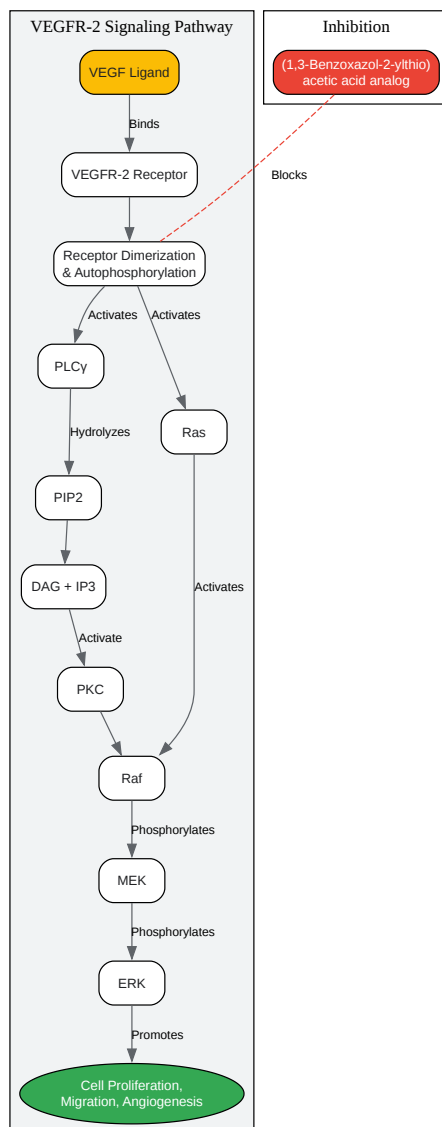 VEGFR-2 Signaling Pathway
Inhibition
VEGF Ligand
(1,3-Benzoxazol-2-ylthio)
acetic acid analog
Binds
VEGFR-2 Receptor
Blocks
Receptor Dimerization
& Autophosphorylation
Activates
Activates
PLCγ
Ras
Hydrolyzes
PIP2
DAG + IP3
Activates
Activate
PKC
Raf
Phosphorylates
MEK
Phosphorylates
ERK
Promotes
Cell Proliferation,
Migration, Angiogenesis